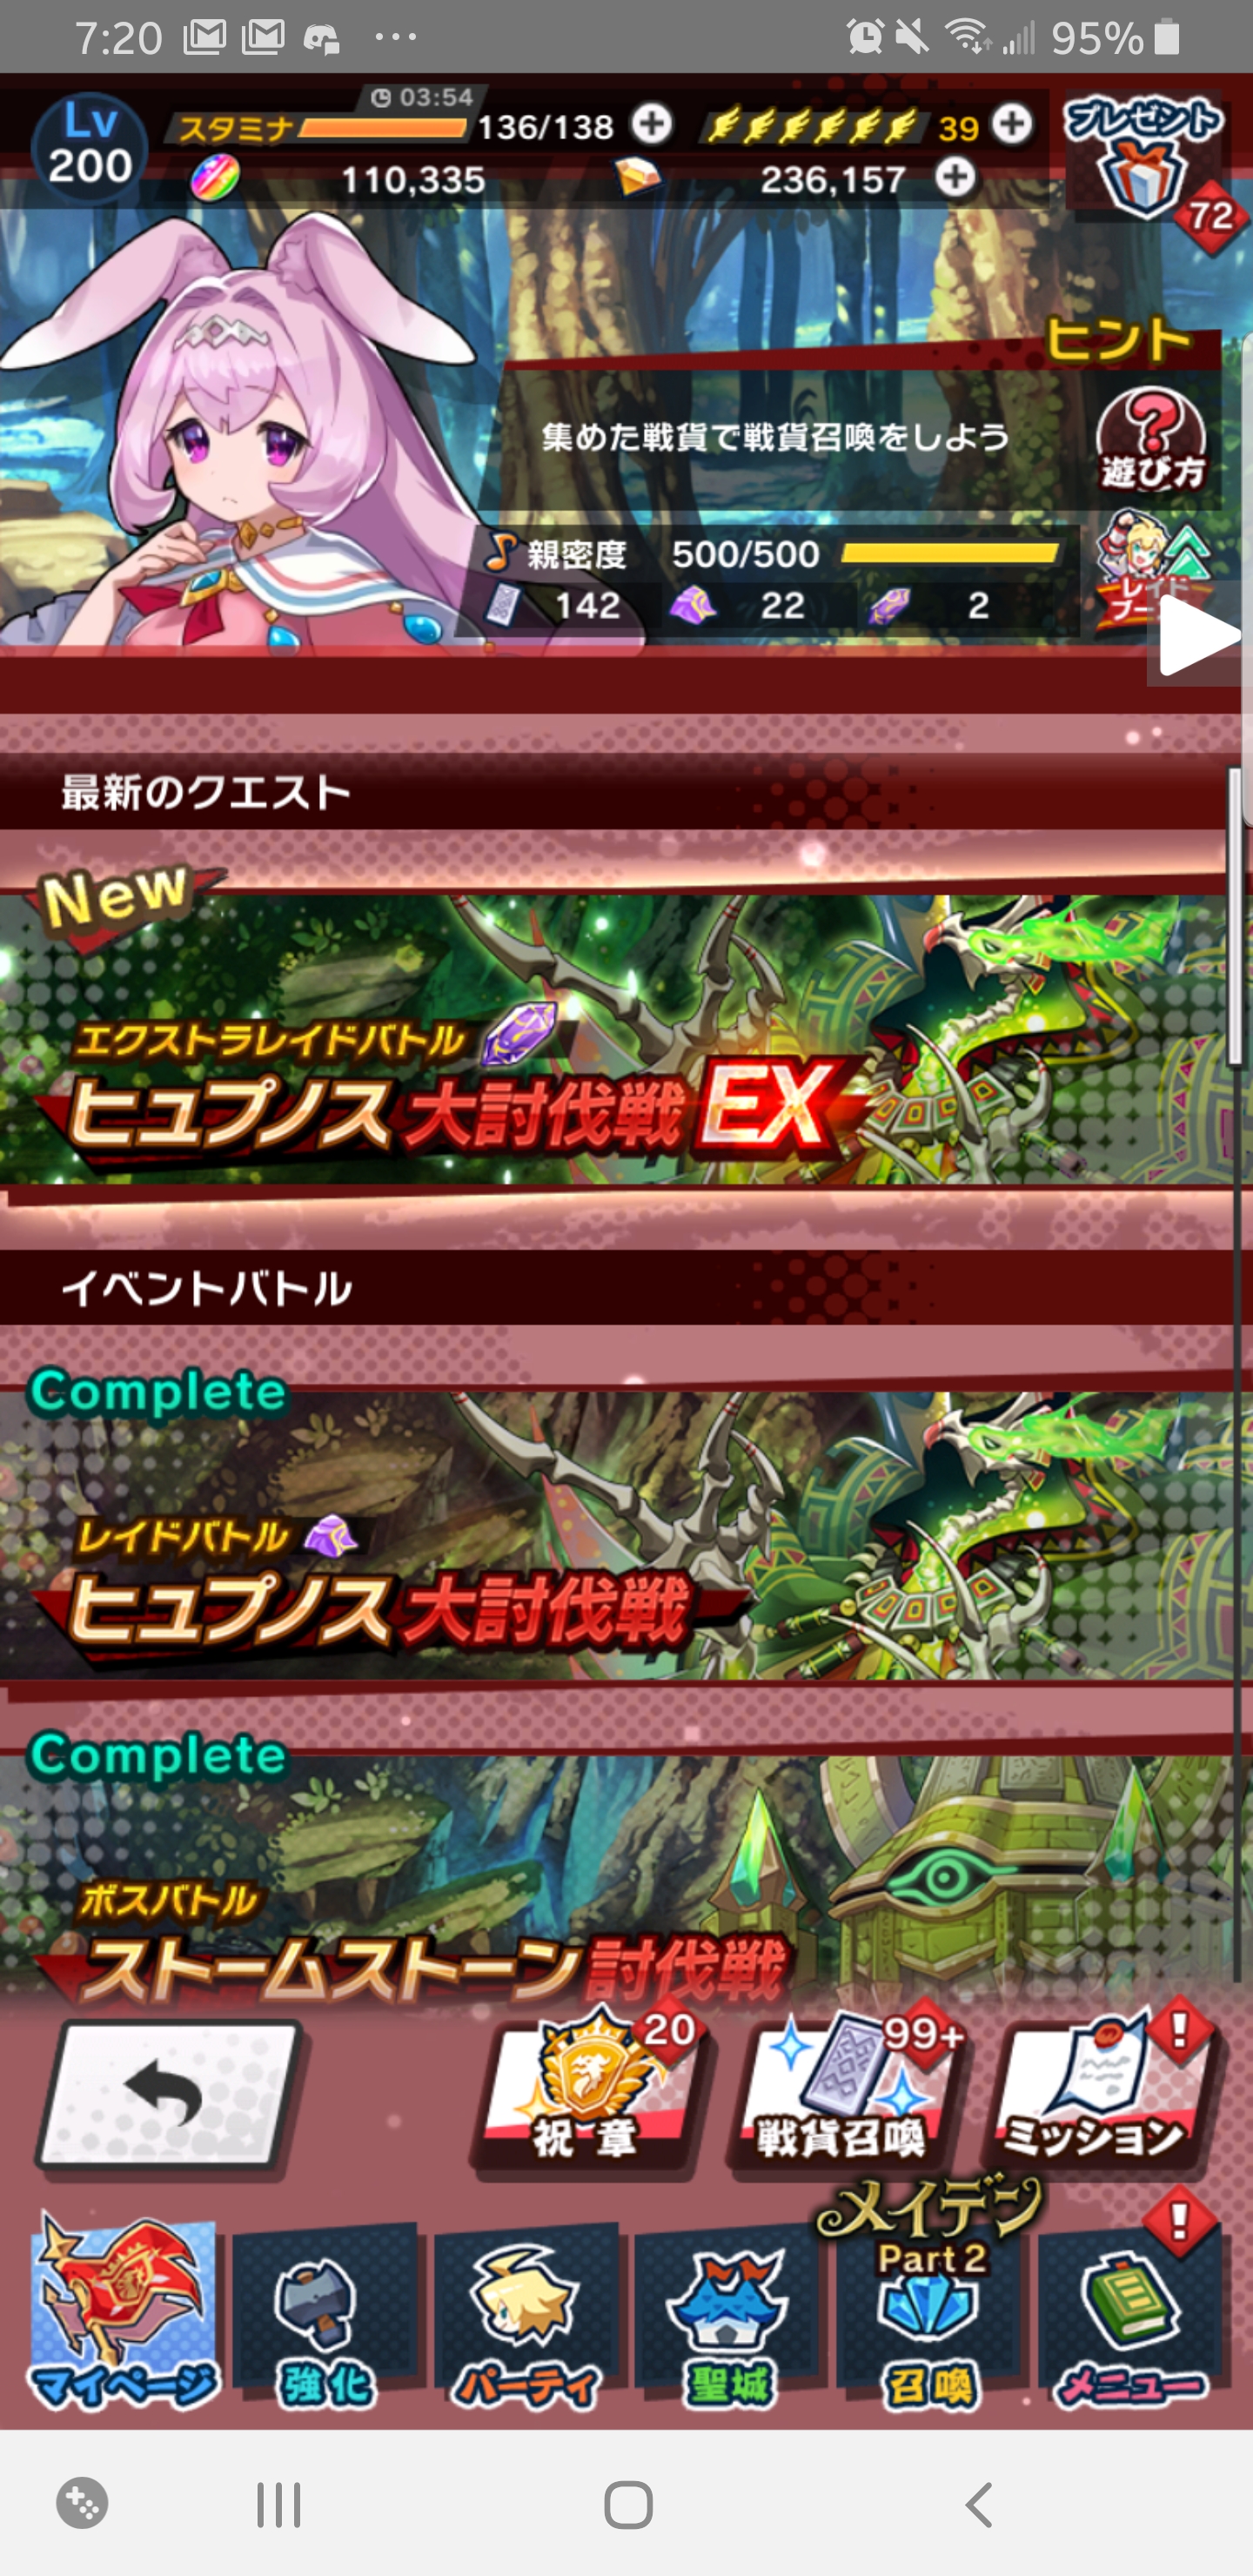 7:20 ... 95%
03:54
Lv 200 スタミナ 136/138 39 プレゼント
110,335 236,157 72
ヒント
集めた戦貨で戦貨召喚をしよう
遊び方
親密度 500/500
142 22 2
最新のクエスト
New
エクストラレイドバトル
ヒュプノス大討伐戦 EX
イベントバトル
Complete
レイドバトル
ヒュプノス大討伐戦
Complete
ボスバトル
ストームストーン討伐戦
20 99+ !
祝章 戦貨召喚 ミッション
メイデン
Part 2 !
マイページ 強化 パーティ 聖城 召喚 メニュー